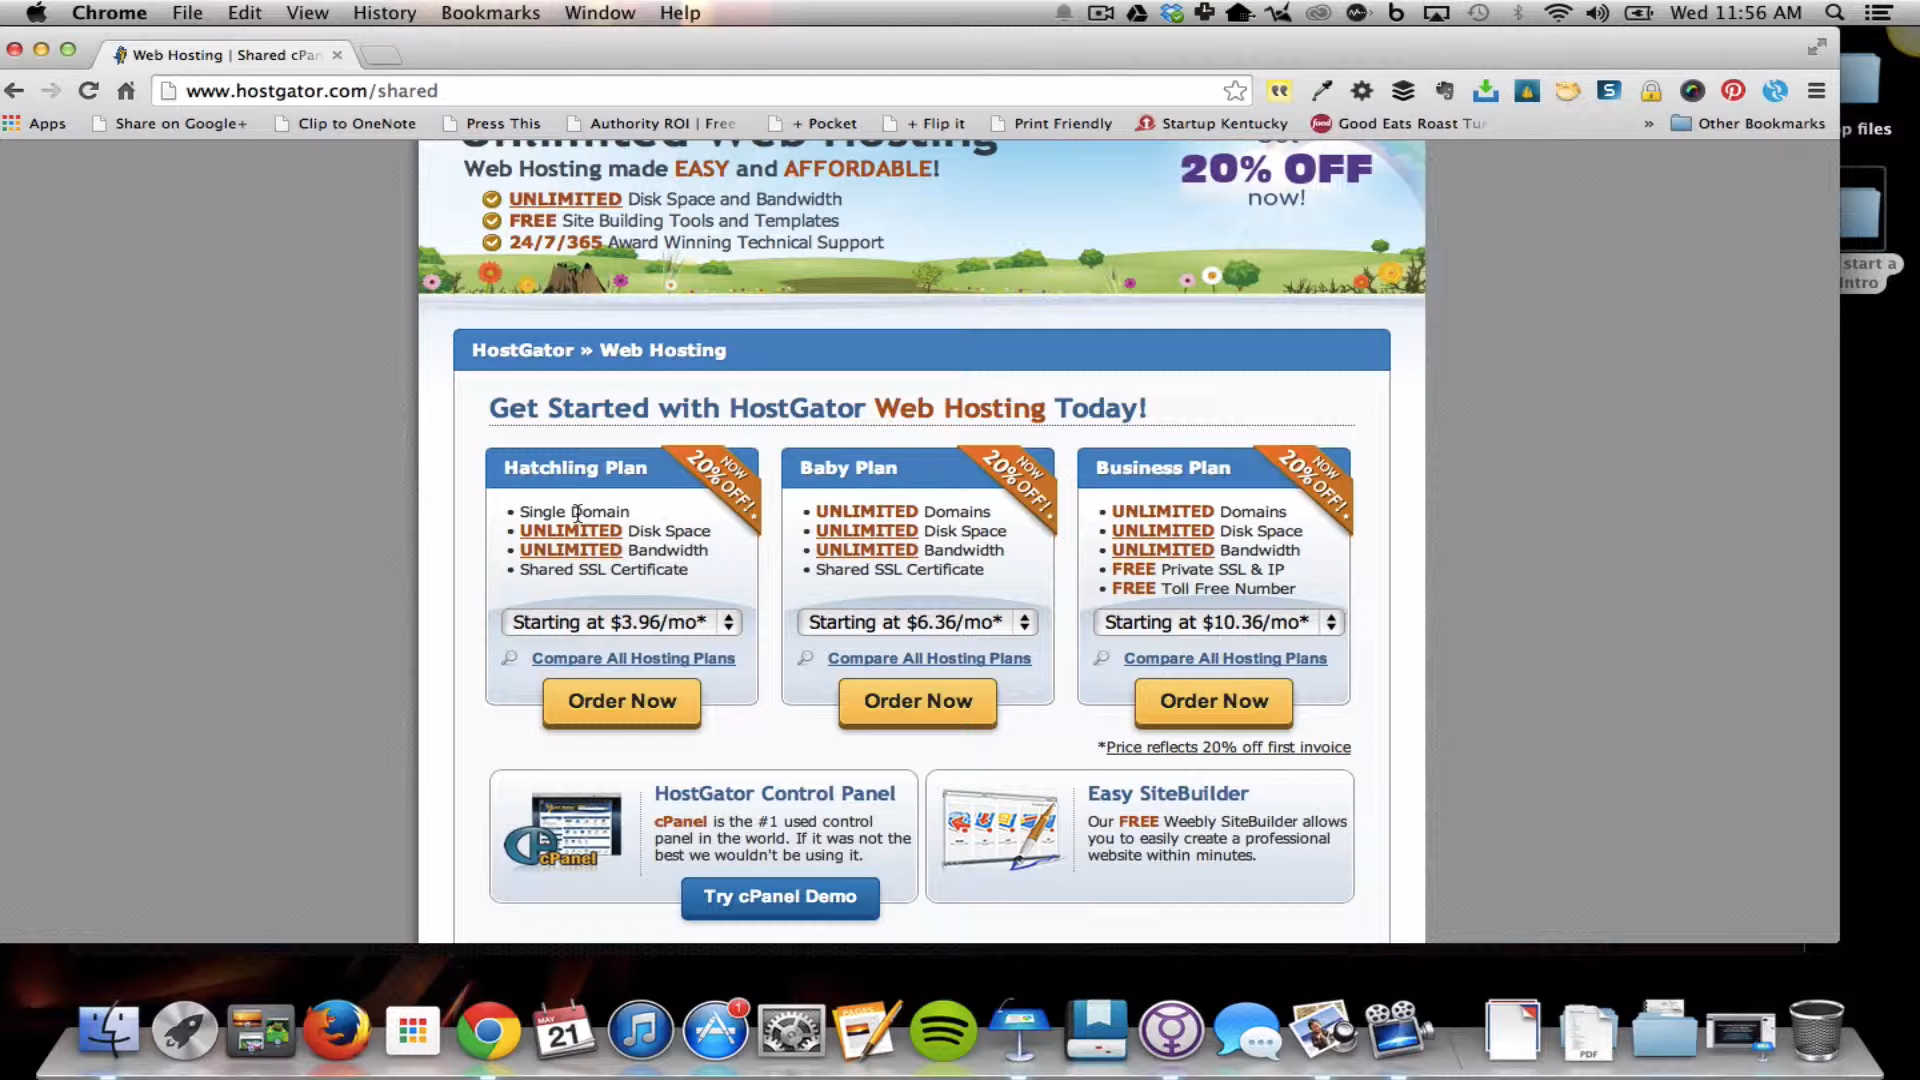 Chrome File Edit View History Bookmarks Window Help Wed 11:56 AM
Web Hosting | Shared cPan
www.hostgator.com/shared
Apps Share on Google+ Clip to OneNote Press This Authority ROI | Free + Pocket + Flip it Print Friendly Startup Kentucky Good Eats Roast Tur » Other Bookmarks
p files
start a
Intro
Unlimited Web Hosting
Web Hosting made EASY and AFFORDABLE!
UNLIMITED Disk Space and Bandwidth
FREE Site Building Tools and Templates
24/7/365 Award Winning Technical Support
20% OFF
now!
HostGator » Web Hosting
Get Started with HostGator Web Hosting Today!
Hatchling Plan
NOW
20% OFF!*
• Single Domain
• UNLIMITED Disk Space
• UNLIMITED Bandwidth
• Shared SSL Certificate
Starting at $3.96/mo*
Compare All Hosting Plans
Order Now
Baby Plan
NOW
20% OFF!*
• UNLIMITED Domains
• UNLIMITED Disk Space
• UNLIMITED Bandwidth
• Shared SSL Certificate
Starting at $6.36/mo*
Compare All Hosting Plans
Order Now
Business Plan
NOW
20% OFF!*
• UNLIMITED Domains
• UNLIMITED Disk Space
• UNLIMITED Bandwidth
• FREE Private SSL & IP
• FREE Toll Free Number
Starting at $10.36/mo*
Compare All Hosting Plans
Order Now
*Price reflects 20% off first invoice
cPanel
HostGator Control Panel
cPanel is the #1 used control
panel in the world. If it was not the
best we wouldn't be using it.
Try cPanel Demo
Easy SiteBuilder
Our FREE Weebly SiteBuilder allows
you to easily create a professional
website within minutes.
MAY
21
1
PAGES
PDF